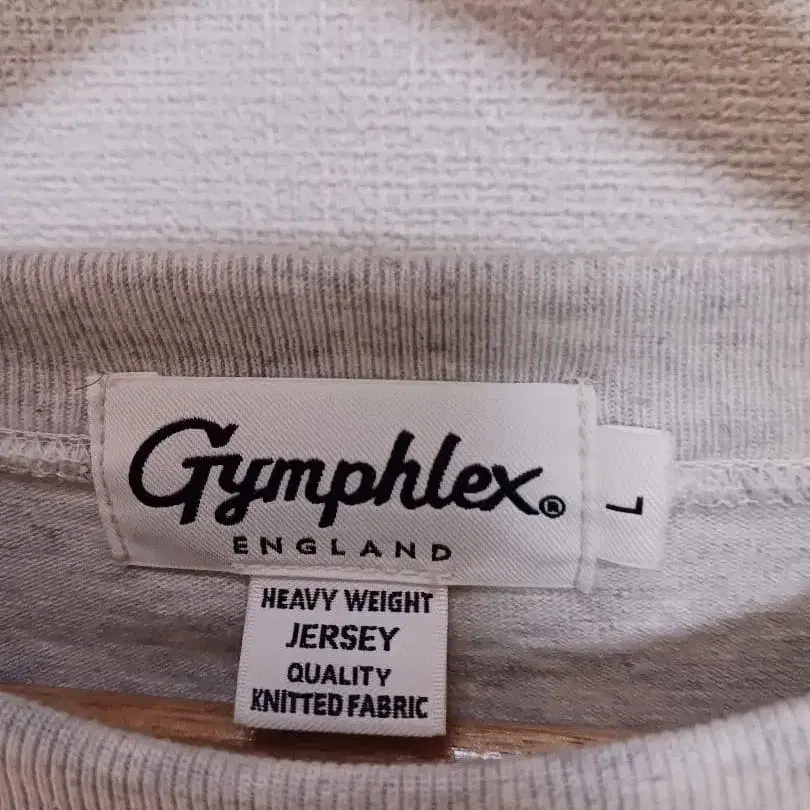 Gymphlex®
ENGLAND
L
HEAVY WEIGHT
JERSEY
QUALITY
KNITTED FABRIC